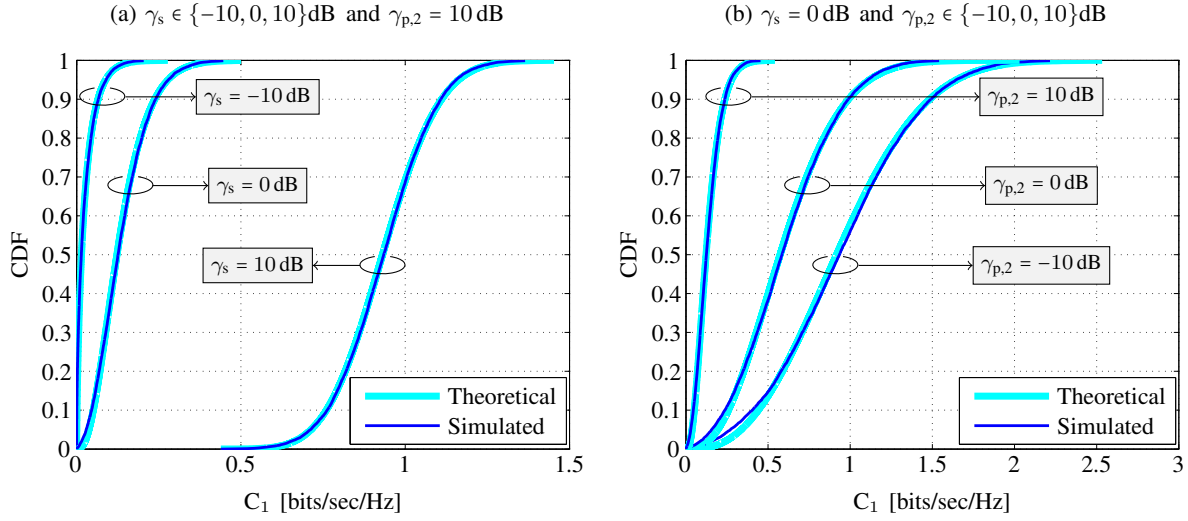 (a) γs ∈ {−10, 0, 10}dB and γp,2 = 10 dB
1
0.9
0.8
0.7
0.6
0.5
0.4
0.3
0.2
0.1
0
CDF
γs = −10 dB
γs = 0 dB
γs = 10 dB
Theoretical
Simulated
0 0.5 1 1.5
C1 [bits/sec/Hz]
(b) γs = 0 dB and γp,2 ∈ {−10, 0, 10}dB
1
0.9
0.8
0.7
0.6
0.5
0.4
0.3
0.2
0.1
0
CDF
γp,2 = 10 dB
γp,2 = 0 dB
γp,2 = −10 dB
Theoretical
Simulated
0 0.5 1 1.5 2 2.5 3
C1 [bits/sec/Hz]